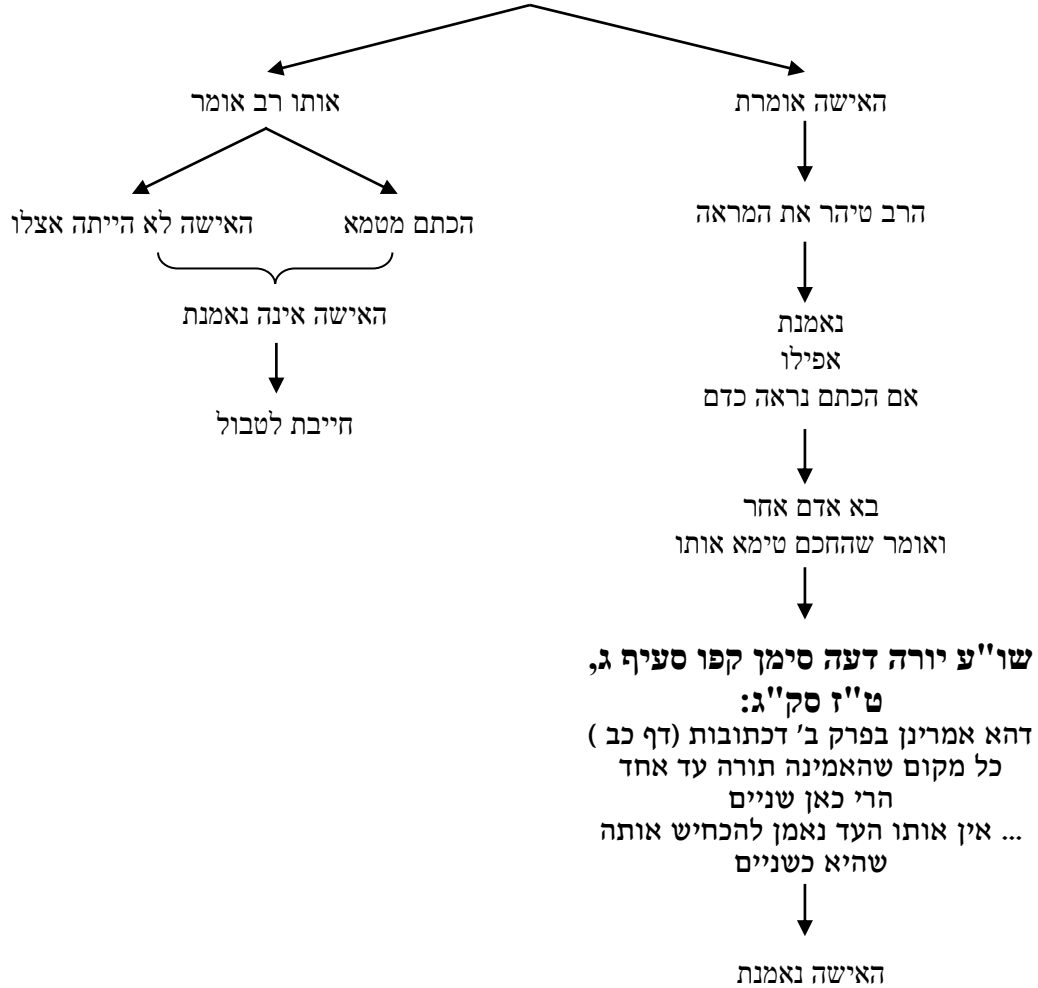 האישה אומרת
הרב טיהר את המראה
נאמנת
אפילו
אם הכתם נראה כדם
בא אדם אחר
ואומר שהחכם טימא אותו
שו"ע יורה דעה סימן קפו סעיף ג,
ט"ז סק"ג:
דהא אמרינן בפרק ב' דכתובות (דף כב )
כל מקום שהאמינה תורה עד אחד
הרי כאן שניים
... אין אותו העד נאמן להכחיש אותה
שהיא כשניים
האישה נאמנת
אותו רב אומר
הכתם מטמא
האישה לא הייתה אצלו
האישה אינה נאמנת
חייבת לטבול